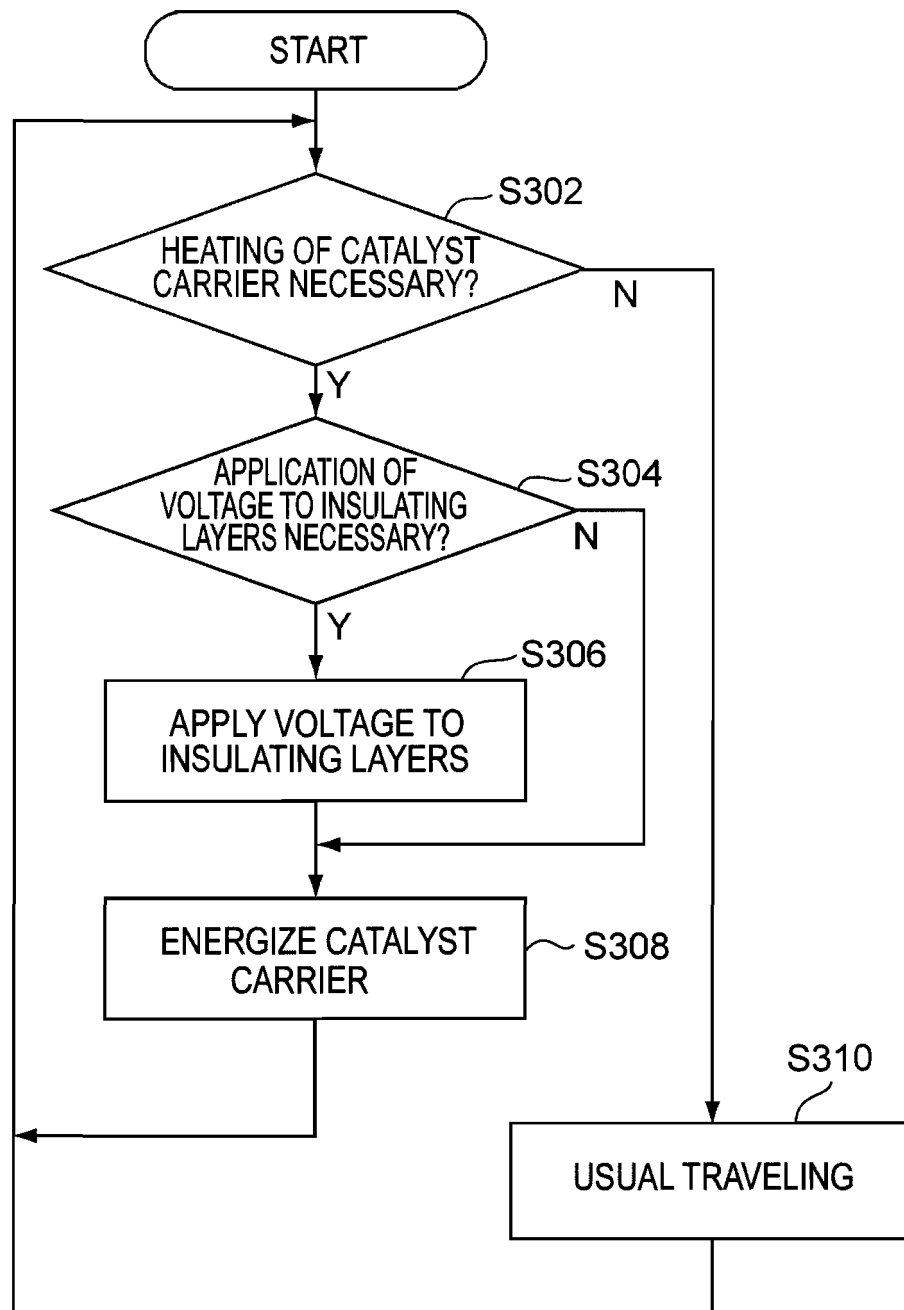 START
S302
HEATING OF CATALYST
CARRIER NECESSARY?
N
Y
S304
APPLICATION OF
VOLTAGE TO INSULATING
LAYERS NECESSARY?
N
Y
S306
APPLY VOLTAGE TO
INSULATING LAYERS
ENERGIZE CATALYST
CARRIER
S308
S310
USUAL TRAVELING